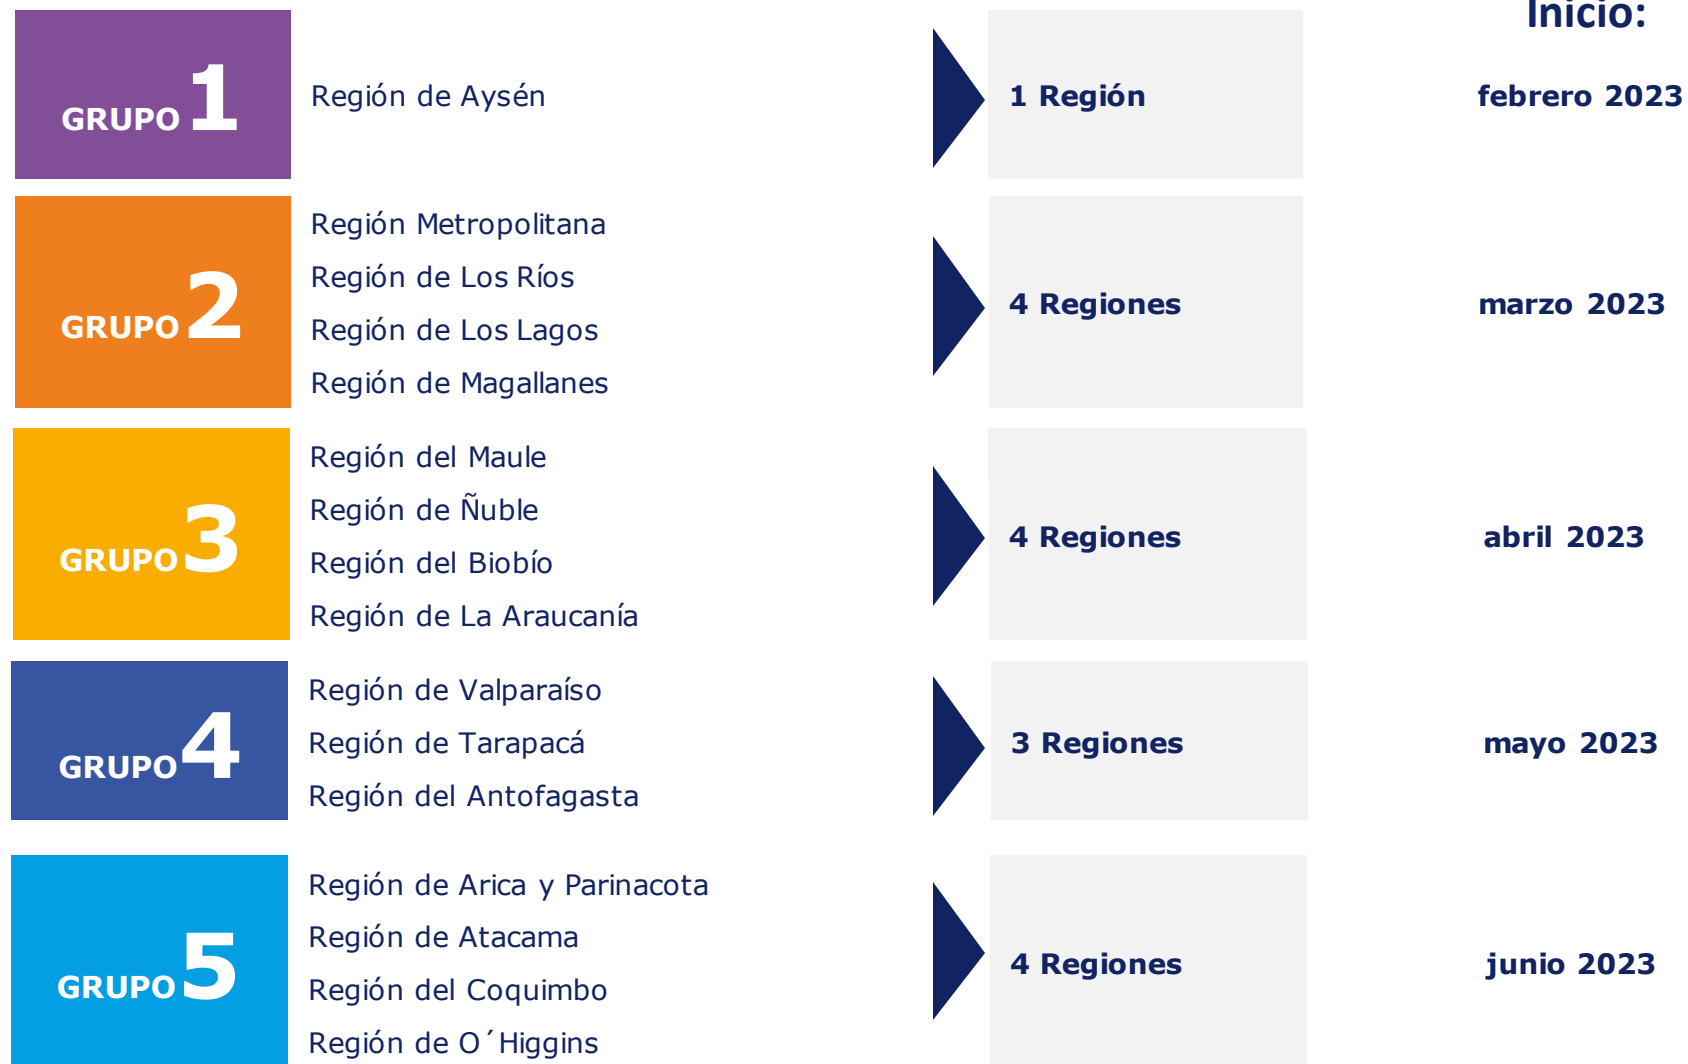 Inicio:
GRUPO 1
Región de Aysén
1 Región
febrero 2023
GRUPO 2
Región Metropolitana
Región de Los Ríos
Región de Los Lagos
Región de Magallanes
4 Regiones
marzo 2023
GRUPO 3
Región del Maule
Región de Ñuble
Región del Biobío
Región de La Araucanía
4 Regiones
abril 2023
GRUPO 4
Región de Valparaíso
Región de Tarapacá
Región del Antofagasta
3 Regiones
mayo 2023
GRUPO 5
Región de Arica y Parinacota
Región de Atacama
Región del Coquimbo
Región de O´Higgins
4 Regiones
junio 2023